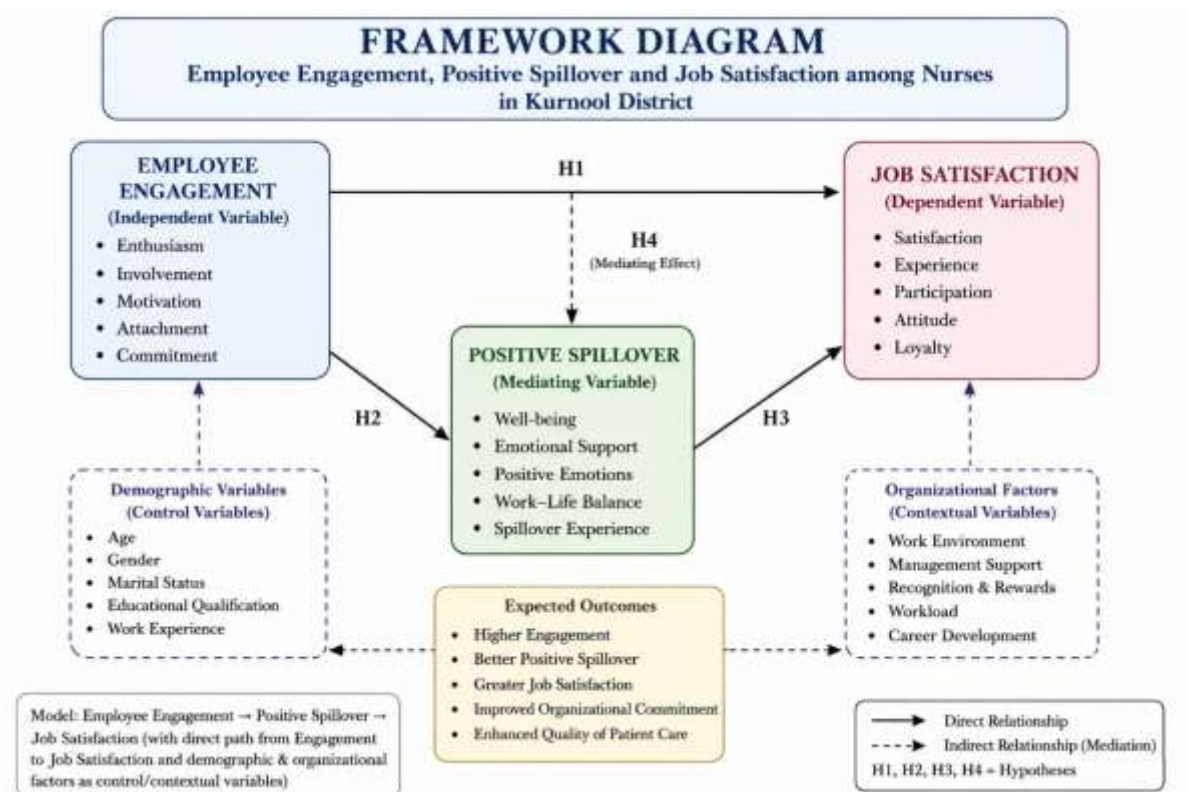 FRAMEWORK DIAGRAM
Employee Engagement, Positive Spillover and Job Satisfaction among Nurses
in Kurnool District
EMPLOYEE
ENGAGEMENT
(Independent Variable)
• Enthusiasm
• Involvement
• Motivation
• Attachment
• Commitment
H1
H4
(Mediating Effect)
JOB SATISFACTION
(Dependent Variable)
• Satisfaction
• Experience
• Participation
• Attitude
• Loyalty
H2
POSITIVE SPILLOVER
(Mediating Variable)
• Well-being
• Emotional Support
• Positive Emotions
• Work–Life Balance
• Spillover Experience
H3
Demographic Variables
(Control Variables)
• Age
• Gender
• Marital Status
• Educational Qualification
• Work Experience
Expected Outcomes
• Higher Engagement
• Better Positive Spillover
• Greater Job Satisfaction
• Improved Organizational Commitment
• Enhanced Quality of Patient Care
Organizational Factors
(Contextual Variables)
• Work Environment
• Management Support
• Recognition & Rewards
• Workload
• Career Development
Model: Employee Engagement → Positive Spillover →
Job Satisfaction (with direct path from Engagement
to Job Satisfaction and demographic & organizational
factors as control/contextual variables)
Direct Relationship
Indirect Relationship (Mediation)
H1, H2, H3, H4 = Hypotheses